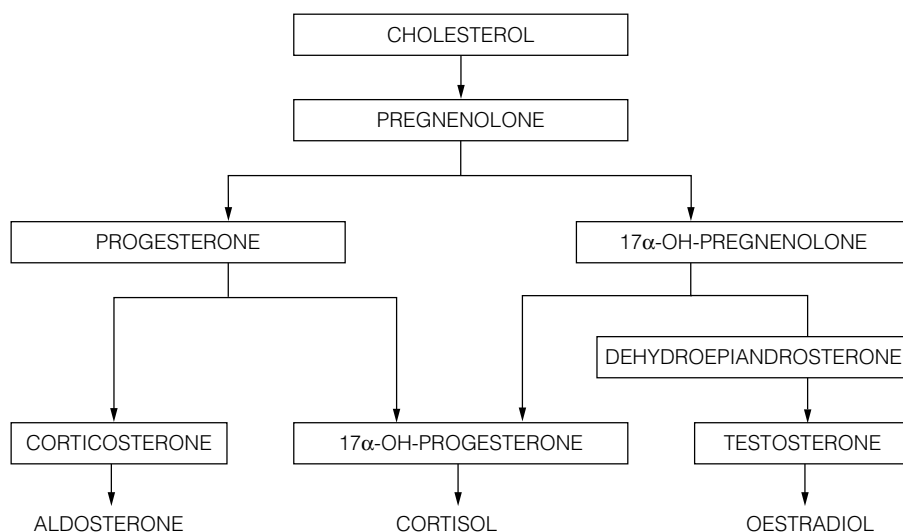 CHOLESTEROL
PREGNENOLONE
PROGESTERONE
17α-OH-PREGNENOLONE
DEHYDROEPIANDROSTERONE
CORTICOSTERONE
17α-OH-PROGESTERONE
TESTOSTERONE
ALDOSTERONE
CORTISOL
OESTRADIOL